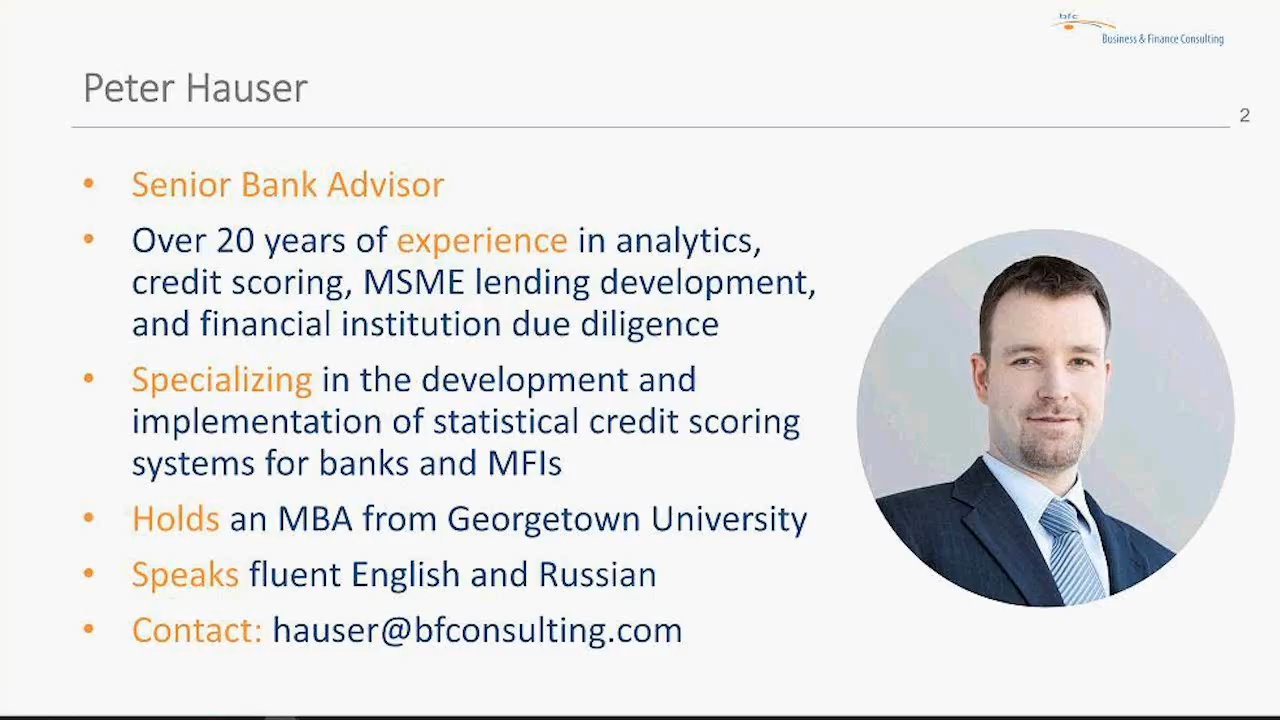 bfc
Business & Finance Consulting
Peter Hauser
2
• Senior Bank Advisor
• Over 20 years of experience in analytics,
credit scoring, MSME lending development,
and financial institution due diligence
• Specializing in the development and
implementation of statistical credit scoring
systems for banks and MFIs
• Holds an MBA from Georgetown University
• Speaks fluent English and Russian
• Contact: hauser@bfconsulting.com